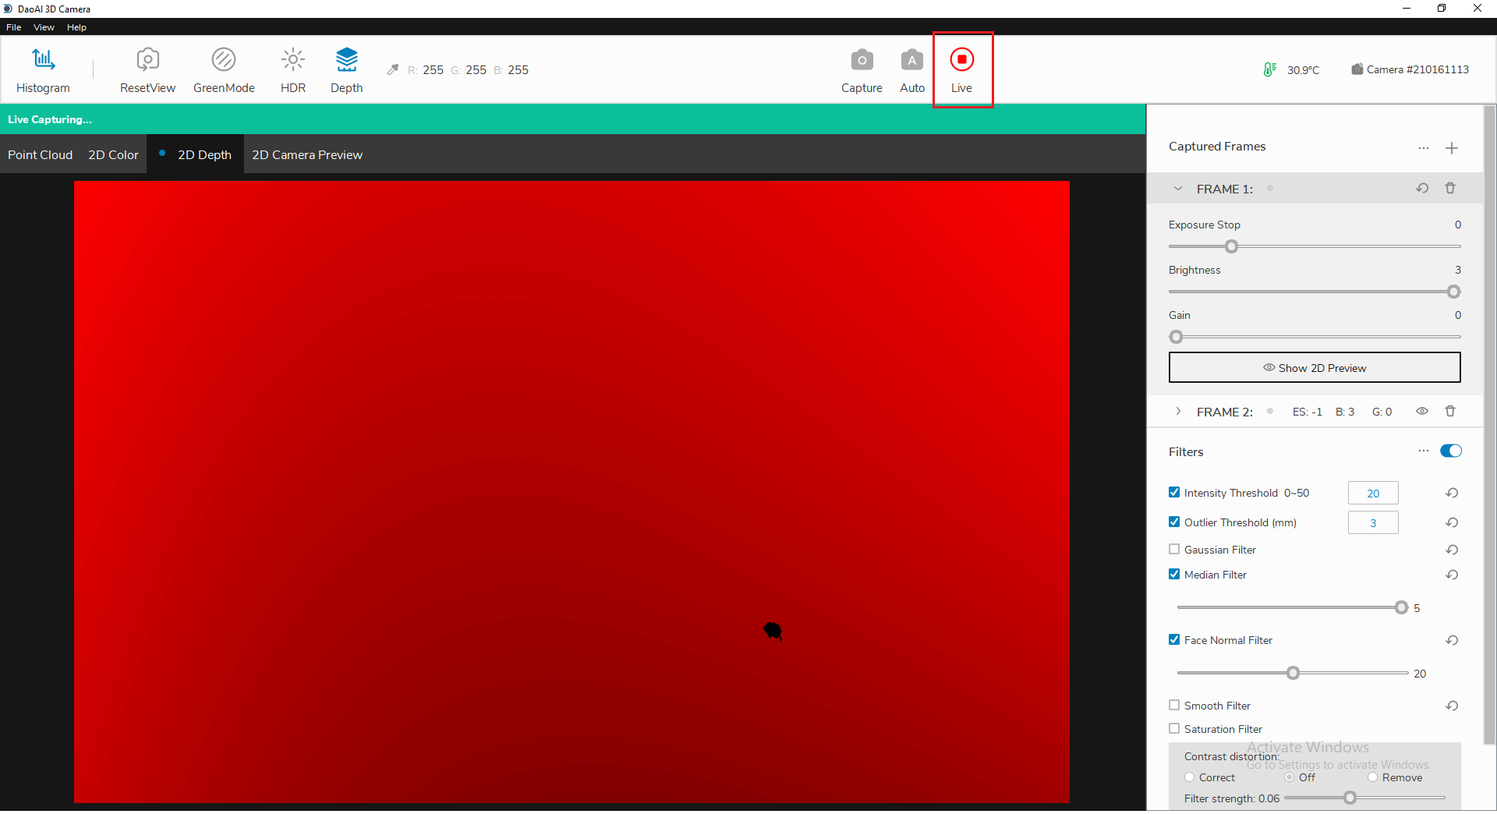 DaoAI 3D Camera
File View Help
Histogram ResetView GreenMode HDR Depth R: 255 G: 255 B: 255 Capture A Auto Live 30.9°C Camera #210161113
Live Capturing...
Point Cloud 2D Color 2D Depth 2D Camera Preview
Captured Frames ...
FRAME 1:
Exposure Stop 0
Brightness 3
Gain 0
Show 2D Preview
FRAME 2: ES: -1 B: 3 G: 0
Filters ...
Intensity Threshold 0~50 20
Outlier Threshold (mm) 3
Gaussian Filter
Median Filter
5
Face Normal Filter
20
Smooth Filter
Saturation Filter
Activate Windows
Contrast distortion:
Go to Settings to activate Windows.
Correct Off Remove
Filter strength: 0.06